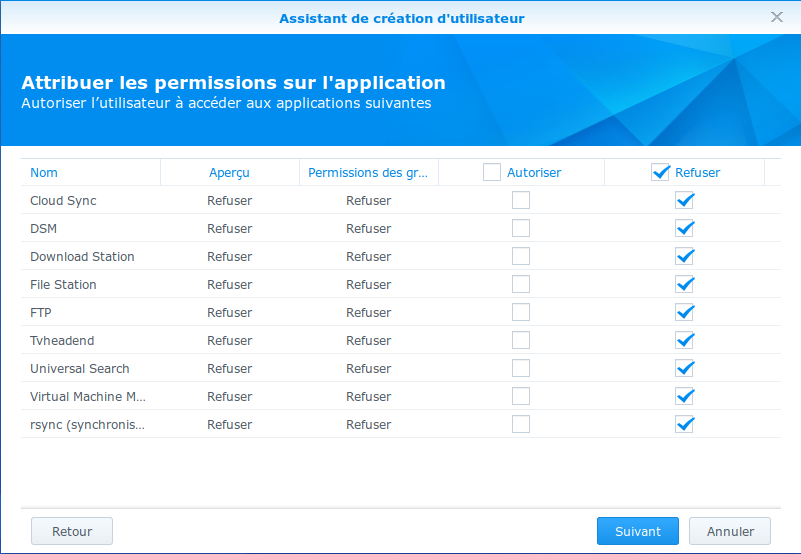 Assistant de création d'utilisateur
Attribuer les permissions sur l'application
Autoriser l’utilisateur à accéder aux applications suivantes
Nom Aperçu Permissions des gr... Autoriser Refuser
Cloud Sync Refuser Refuser
DSM Refuser Refuser
Download Station Refuser Refuser
File Station Refuser Refuser
FTP Refuser Refuser
Tvheadend Refuser Refuser
Universal Search Refuser Refuser
Virtual Machine M... Refuser Refuser
rsync (synchronis... Refuser Refuser
Retour Suivant Annuler